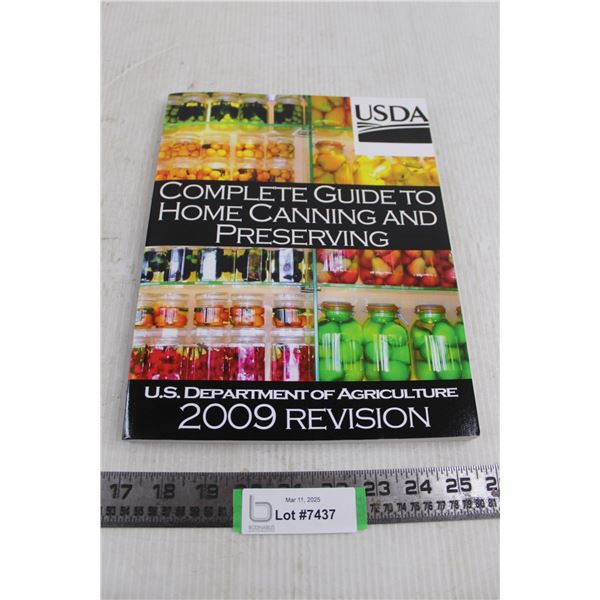 USDA
COMPLETE GUIDE TO
HOME CANNING AND
PRESERVING
U.S. DEPARTMENT OF AGRICULTURE
2009 REVISION
17 18 19 23 24 25
Mar 11, 2025
Lot #7437